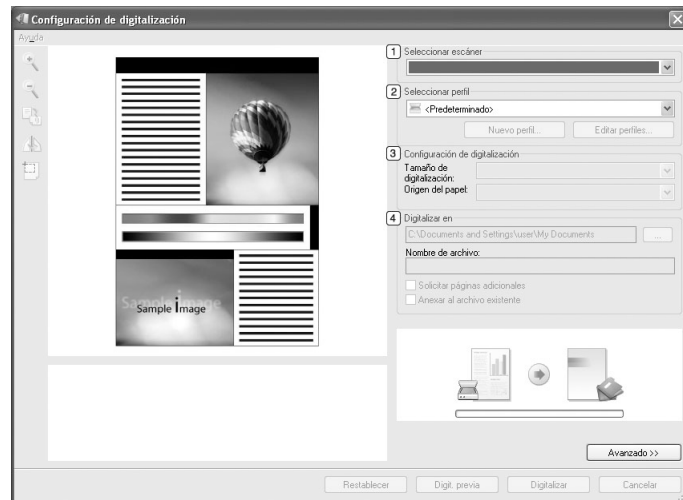 Configuración de digitalización
Ayuda
1 Seleccionar escáner
2 Seleccionar perfil
<Predeterminado>
Nuevo perfil... Editar perfiles...
3 Configuración de digitalización
Tamaño de
digitalización:
Origen del papel:
4 Digitalizar en
C:\Documents and Settings\user\My Documents ...
Nombre de archivo:
Solicitar páginas adicionales
Anexar al archivo existente
Sample image
Sample image
Avanzado >>
Restablecer Digit. previa Digitalizar Cancelar